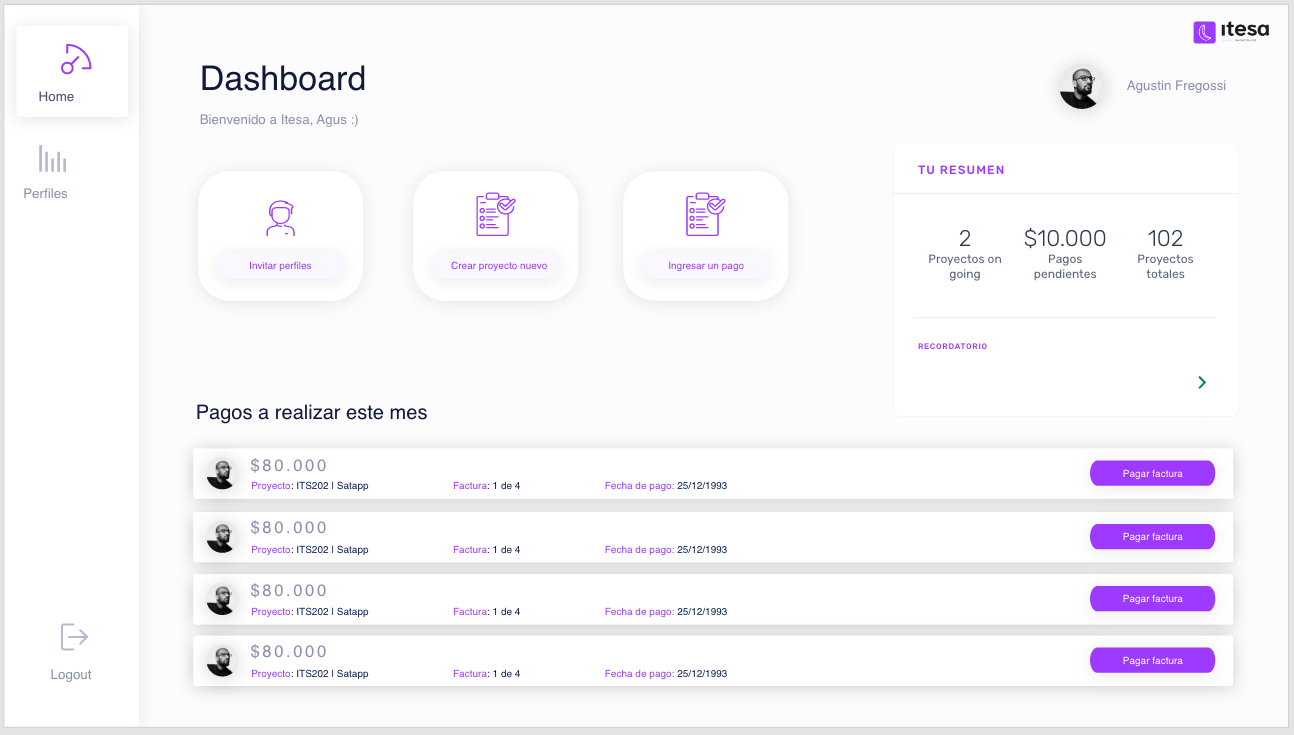 itesa
Home
Perfiles
Logout
Dashboard
Bienvenido a Itesa, Agus :)
Agustin Fregossi
Invitar perfiles
Crear proyecto nuevo
Ingresar un pago
TU RESUMEN
2
Proyectos on
going
$10.000
Pagos
pendientes
102
Proyectos
totales
RECORDATORIO
Pagos a realizar este mes
$80.000
Proyecto: ITS202 | Satapp Factura: 1 de 4 Fecha de pago: 25/12/1993
Pagar factura
$80.000
Proyecto: ITS202 | Satapp Factura: 1 de 4 Fecha de pago: 25/12/1993
Pagar factura
$80.000
Proyecto: ITS202 | Satapp Factura: 1 de 4 Fecha de pago: 25/12/1993
Pagar factura
$80.000
Proyecto: ITS202 | Satapp Factura: 1 de 4 Fecha de pago: 25/12/1993
Pagar factura